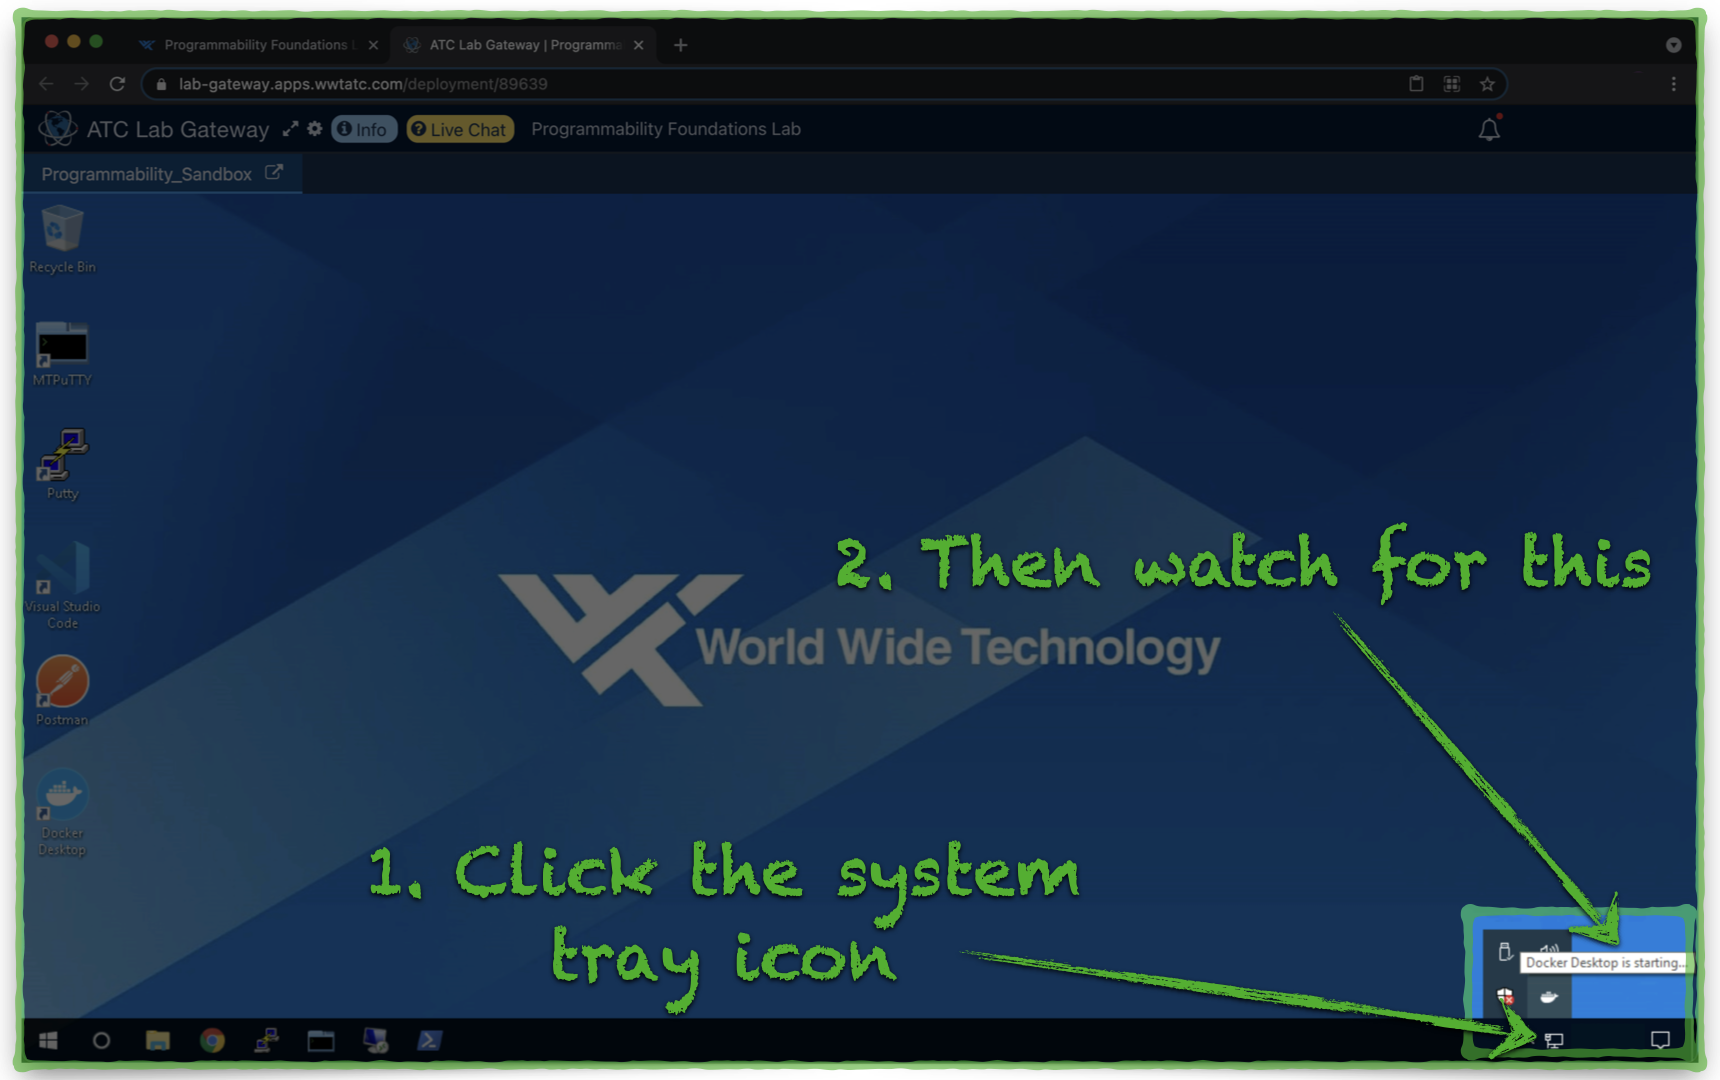 Programmability Foundations L
ATC Lab Gateway | Programma
lab-gateway.apps.wwtatc.com/deployment/89639
ATC Lab Gateway
Info
Live Chat
Programmability Foundations Lab
Programmability_Sandbox
Recycle Bin
MTPuTTY
Putty
Visual Studio
Code
Postman
Docker
Desktop
World Wide Technology
2. Then watch for this
1. Click the system
tray icon
Docker Desktop is starting...